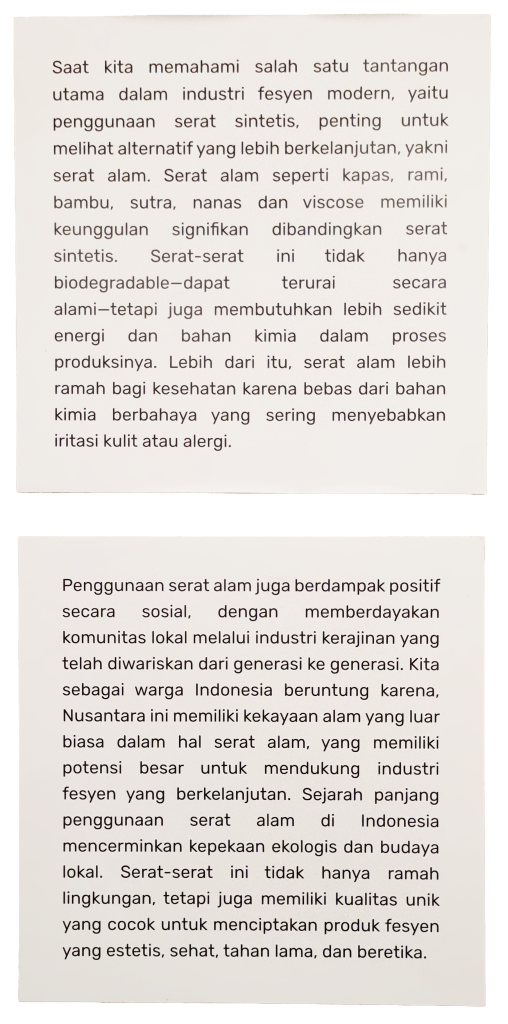 Saat kita memahami salah satu tantangan
utama dalam industri fesyen modern, yaitu
penggunaan serat sintetis, penting untuk
melihat alternatif yang lebih berkelanjutan, yakni
serat alam. Serat alam seperti kapas, rami,
bambu, sutra, nanas dan viscose memiliki
keunggulan signifikan dibandingkan serat
sintetis. Serat-serat ini tidak hanya
biodegradable—dapat terurai secara
alami—tetapi juga membutuhkan lebih sedikit
energi dan bahan kimia dalam proses
produksinya. Lebih dari itu, serat alam lebih
ramah bagi kesehatan karena bebas dari bahan
kimia berbahaya yang sering menyebabkan
iritasi kulit atau alergi.
Penggunaan serat alam juga berdampak positif
secara sosial, dengan memberdayakan
komunitas lokal melalui industri kerajinan yang
telah diwariskan dari generasi ke generasi. Kita
sebagai warga Indonesia beruntung karena,
Nusantara ini memiliki kekayaan alam yang luar
biasa dalam hal serat alam, yang memiliki
potensi besar untuk mendukung industri
fesyen yang berkelanjutan. Sejarah panjang
penggunaan serat alam di Indonesia
mencerminkan kepekaan ekologis dan budaya
lokal. Serat-serat ini tidak hanya ramah
lingkungan, tetapi juga memiliki kualitas unik
yang cocok untuk menciptakan produk fesyen
yang estetis, sehat, tahan lama, dan beretika.